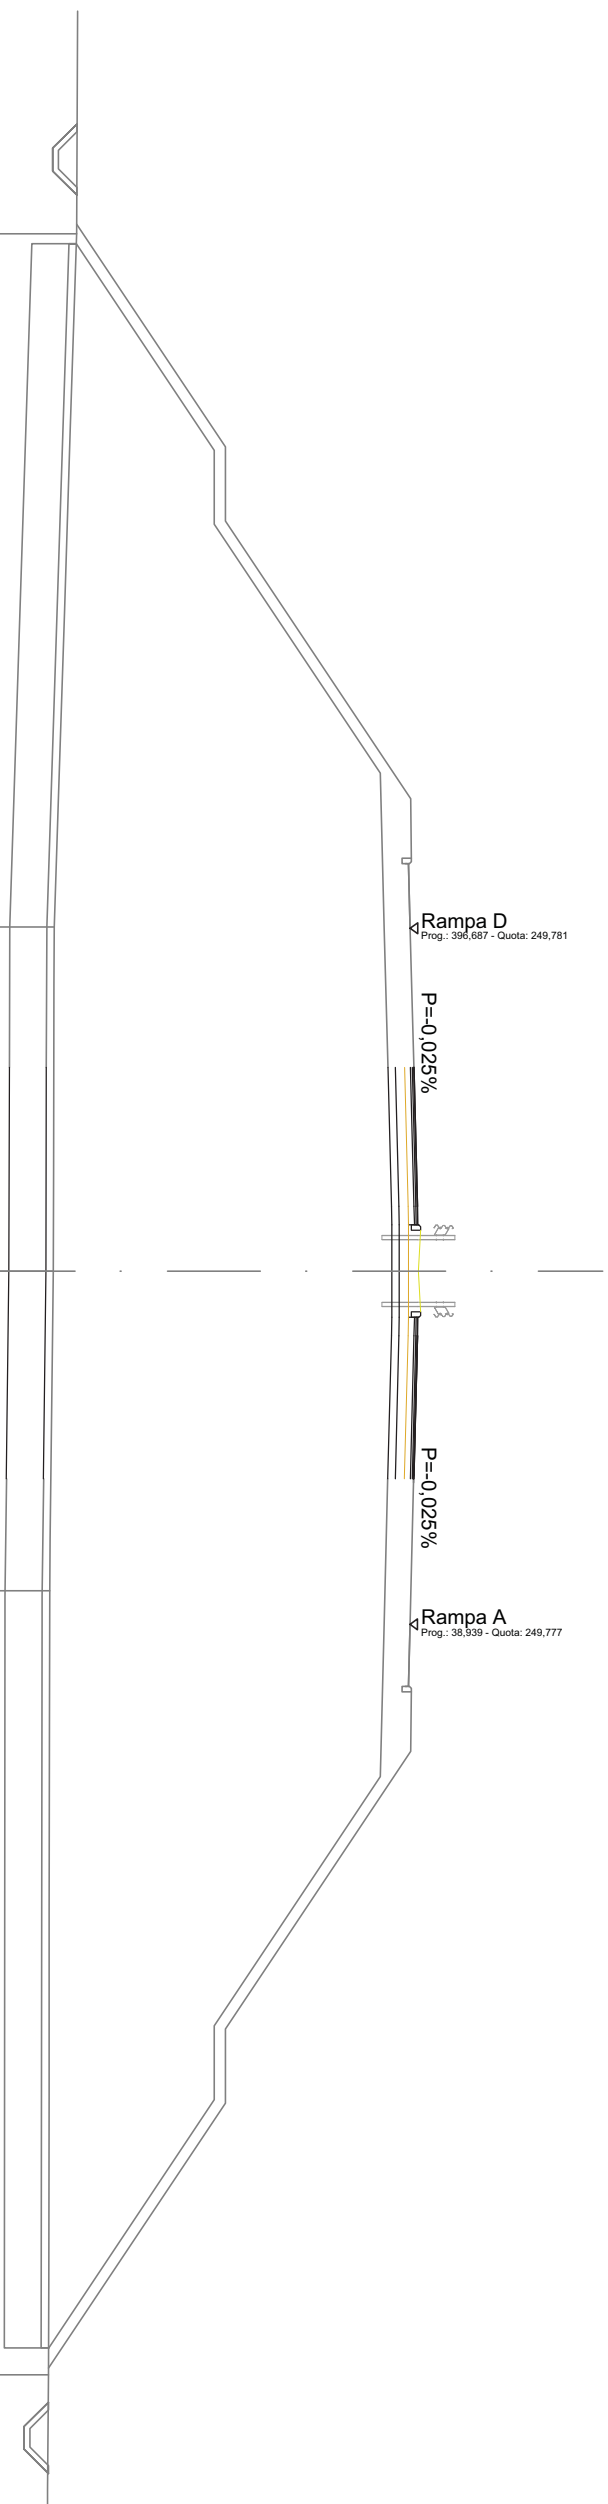 Rampa D
Prog.: 396,687 - Quota: 249,781
P=-0,025%
P=-0,025%
Rampa A
Prog.: 38,939 - Quota: 249,777